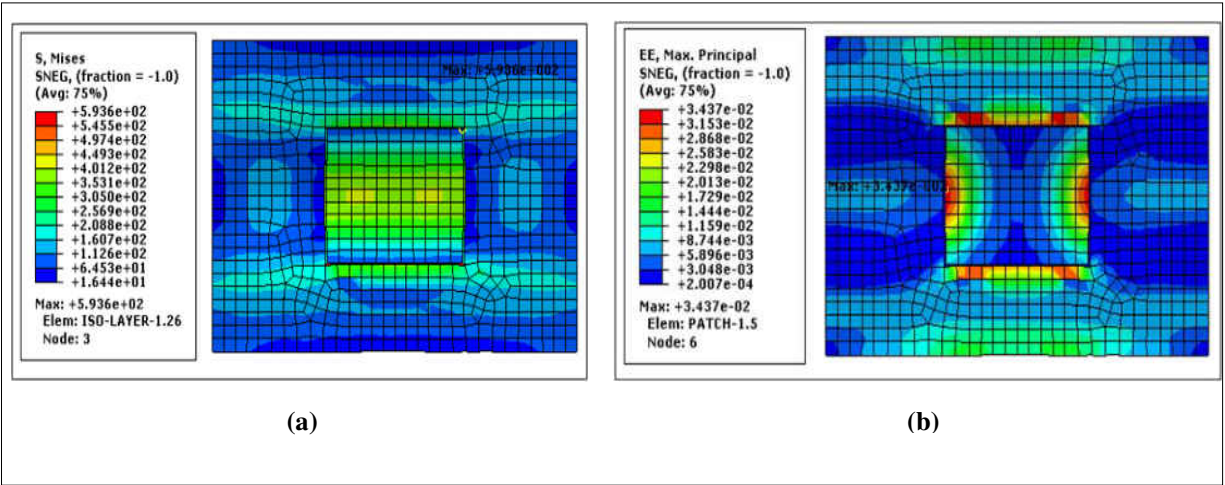 S, Mises
SNEG, (fraction = -1.0)
(Avg: 75%)
+5.936e+02
+5.455e+02
+4.974e+02
+4.493e+02
+4.012e+02
+3.531e+02
+3.050e+02
+2.569e+02
+2.088e+02
+1.607e+02
+1.126e+02
+6.453e+01
+1.644e+01
Max: +5.936e+02
Elem: ISO-LAYER-1.26
Node: 3
Max: +5.936e+002
(a)
EE, Max. Principal
SNEG, (fraction = -1.0)
(Avg: 75%)
+3.437e-02
+3.153e-02
+2.868e-02
+2.583e-02
+2.298e-02
+2.013e-02
+1.729e-02
+1.444e-02
+1.159e-02
+8.744e-03
+5.896e-03
+3.048e-03
+2.007e-04
Max: +3.437e-02
Elem: PATCH-1.5
Node: 6
Max: +3.437e-002
(b)